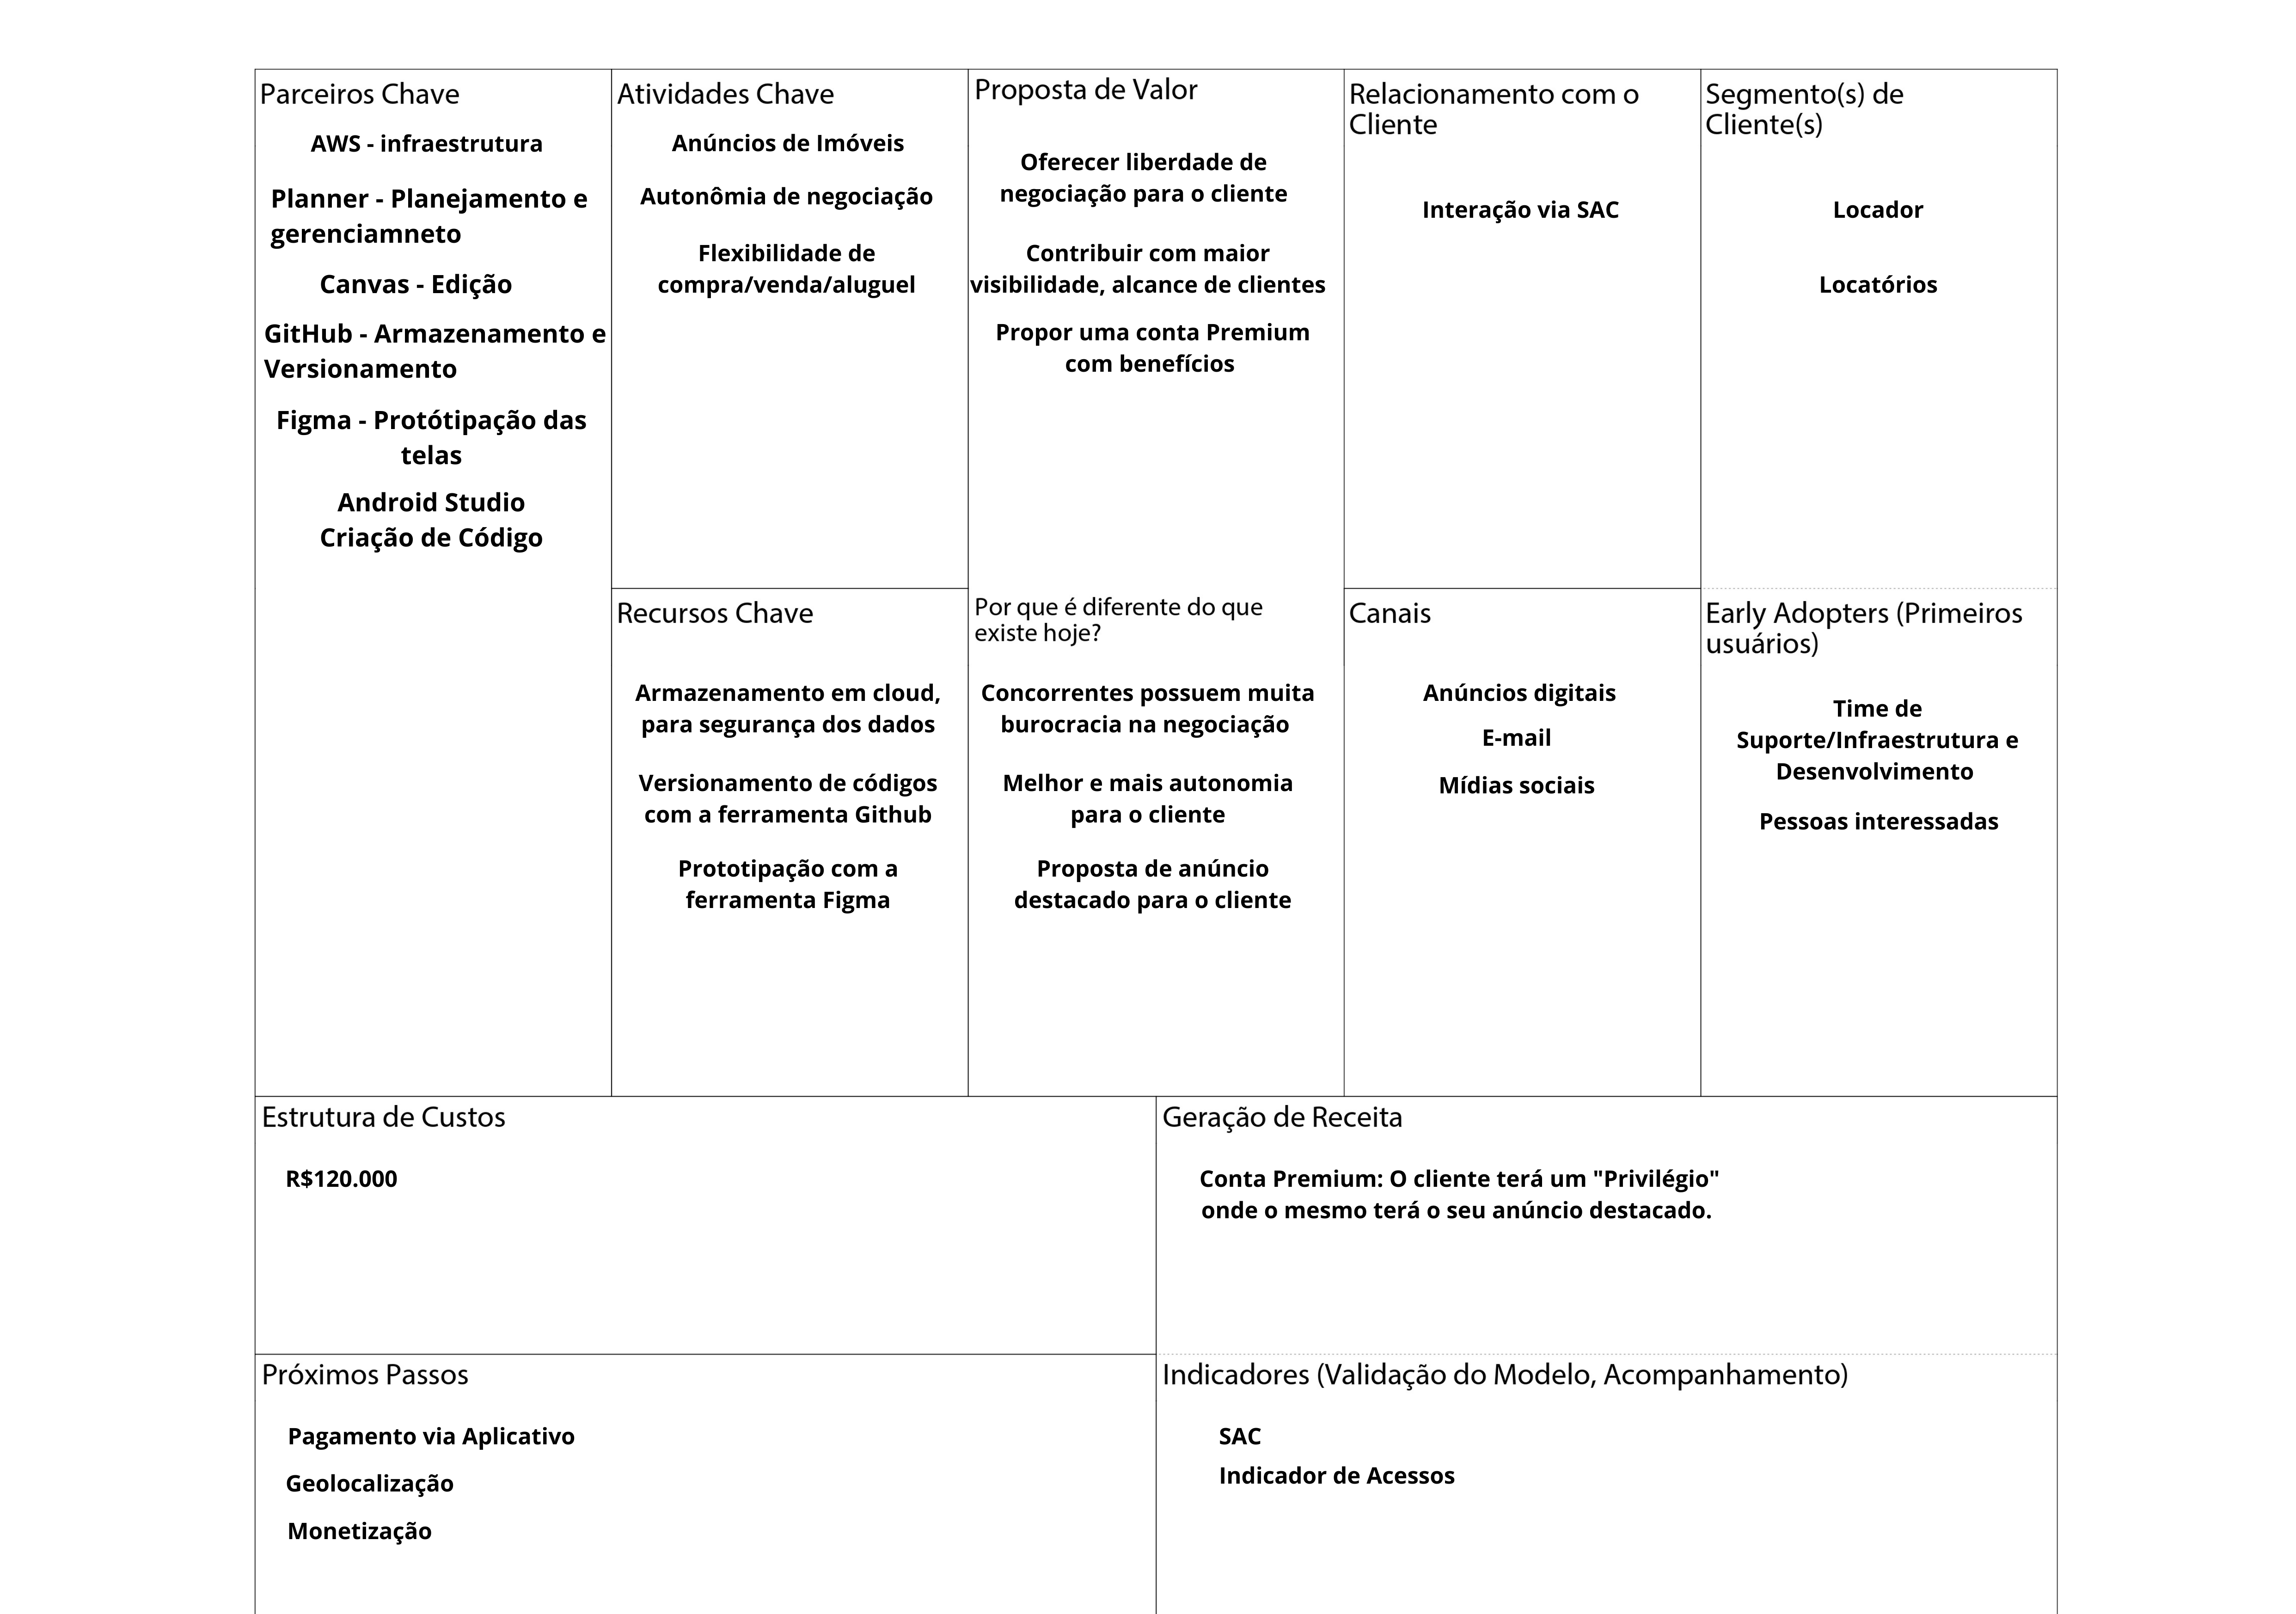 Parceiros Chave
AWS - infraestrutura
Planner - Planejamento e
gerenciamneto
Canvas - Edição
GitHub - Armazenamento e
Versionamento
Figma - Protótipação das
telas
Android Studio
Criação de Código
Atividades Chave
Anúncios de Imóveis
Autonômia de negociação
Flexibilidade de
compra/venda/aluguel
Recursos Chave
Armazenamento em cloud,
para segurança dos dados
Versionamento de códigos
com a ferramenta Github
Prototipação com a
ferramenta Figma
Proposta de Valor
Oferecer liberdade de
negociação para o cliente
Contribuir com maior
visibilidade, alcance de clientes
Propor uma conta Premium
com benefícios
Por que é diferente do que
existe hoje?
Concorrentes possuem muita
burocracia na negociação
Melhor e mais autonomia
para o cliente
Proposta de anúncio
destacado para o cliente
Relacionamento com o
Cliente
Interação via SAC
Canais
Anúncios digitais
E-mail
Mídias sociais
Segmento(s) de
Cliente(s)
Locador
Locatórios
Early Adopters (Primeiros
usuários)
Time de
Suporte/Infraestrutura e
Desenvolvimento
Pessoas interessadas
Estrutura de Custos
R$120.000
Geração de Receita
Conta Premium: O cliente terá um "Privilégio"
onde o mesmo terá o seu anúncio destacado.
Próximos Passos
Pagamento via Aplicativo
Geolocalização
Monetização
Indicadores (Validação do Modelo, Acompanhamento)
SAC
Indicador de Acessos